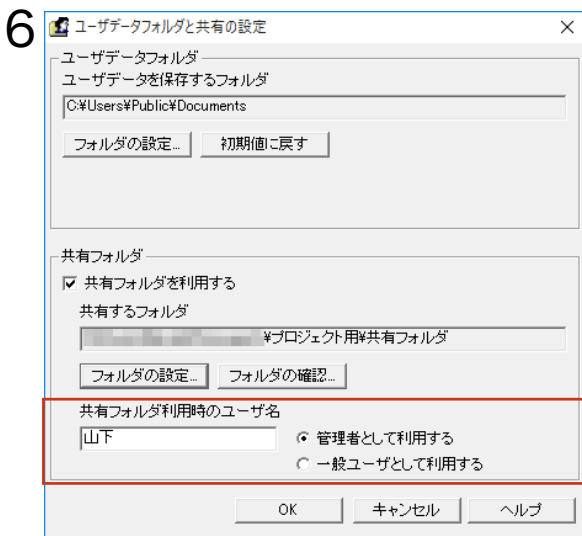 6
ユーザデータフォルダと共有の設定
ユーザデータフォルダ
ユーザデータを保存するフォルダ
C:¥Users¥Public¥Documents
フォルダの設定... 初期値に戻す
共有フォルダ
共有フォルダを利用する
共有するフォルダ
¥プロジェクト用¥共有フォルダ
フォルダの設定... フォルダの確認...
共有フォルダ利用時のユーザ名
山下 管理者として利用する
一般ユーザとして利用する
OK キャンセル ヘルプ